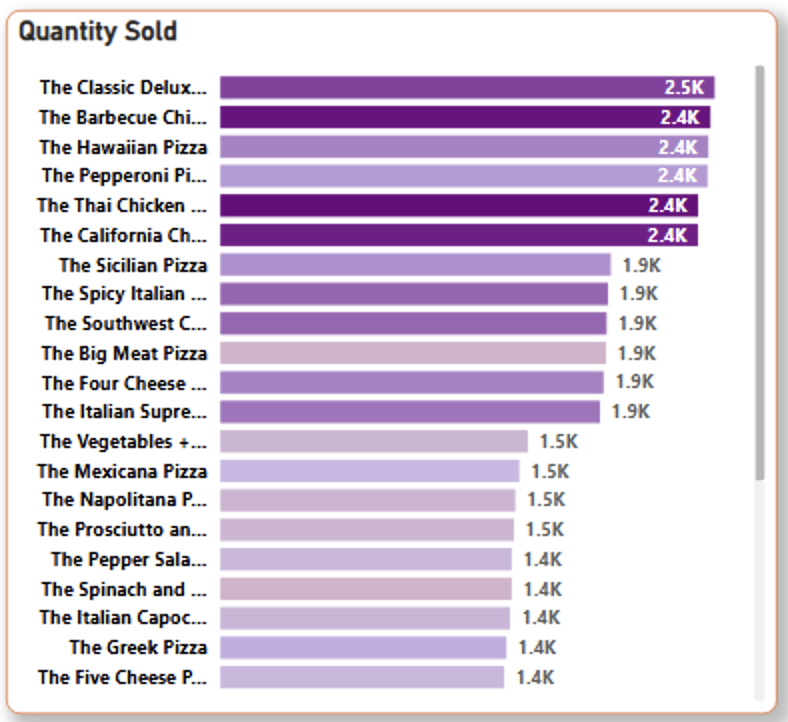 Quantity Sold
The Classic Delux... 2.5K
The Barbecue Chi... 2.4K
The Hawaiian Pizza 2.4K
The Pepperoni Pi... 2.4K
The Thai Chicken ... 2.4K
The California Ch... 2.4K
The Sicilian Pizza 1.9K
The Spicy Italian ... 1.9K
The Southwest C... 1.9K
The Big Meat Pizza 1.9K
The Four Cheese ... 1.9K
The Italian Supre... 1.9K
The Vegetables +... 1.5K
The Mexicana Pizza 1.5K
The Napolitana P... 1.5K
The Prosciutto an... 1.5K
The Pepper Sala... 1.4K
The Spinach and ... 1.4K
The Italian Capoc... 1.4K
The Greek Pizza 1.4K
The Five Cheese P... 1.4K